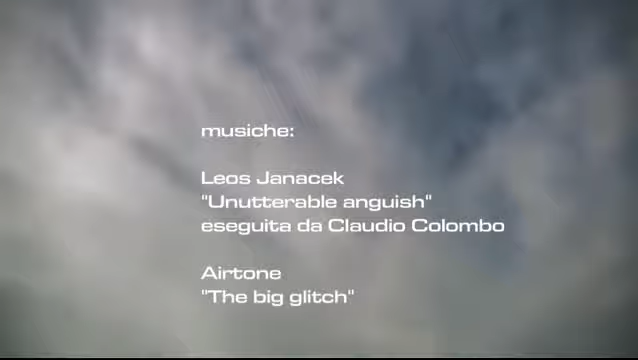 musiche:
Leos Janacek
"Unutterable anguish"
eseguita da Claudio Colombo
Airtone
"The big glitch"